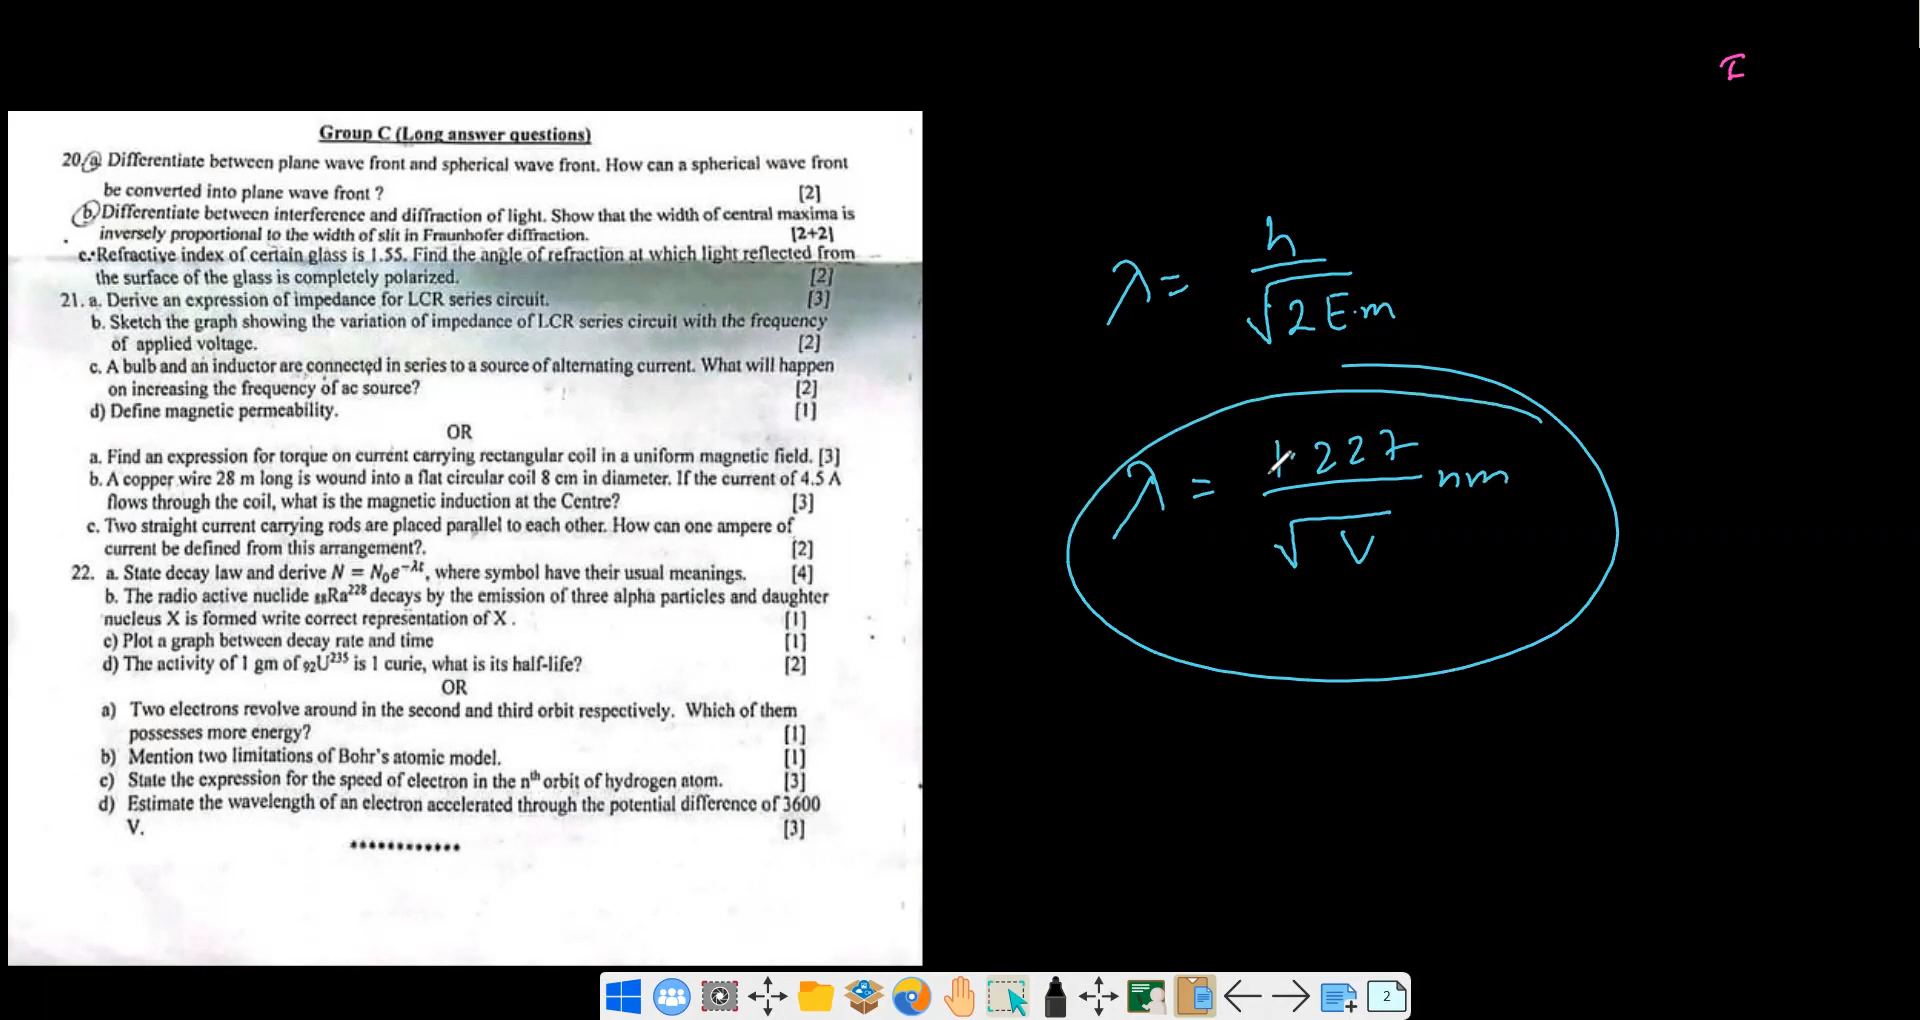 Group C (Long answer questions)
20. a. Differentiate between plane wave front and spherical wave front. How can a spherical wave front
be converted into plane wave front ? [2]
b. Differentiate between interference and diffraction of light. Show that the width of central maxima is
inversely proportional to the width of slit in Fraunhofer diffraction. [2+2]
c. Refractive index of certain glass is 1.55. Find the angle of refraction at which light reflected from
the surface of the glass is completely polarized. [2]
21. a. Derive an expression of impedance for LCR series circuit. [3]
b. Sketch the graph showing the variation of impedance of LCR series circuit with the frequency
of applied voltage. [2]
c. A bulb and an inductor are connected in series to a source of alternating current. What will happen
on increasing the frequency of ac source? [2]
d) Define magnetic permeability. [1]
OR
a. Find an expression for torque on current carrying rectangular coil in a uniform magnetic field. [3]
b. A copper wire 28 m long is wound into a flat circular coil 8 cm in diameter. If the current of 4.5 A
flows through the coil, what is the magnetic induction at the Centre? [3]
c. Two straight current carrying rods are placed parallel to each other. How can one ampere of
current be defined from this arrangement?. [2]
22. a. State decay law and derive N = N₀e^(-λt), where symbol have their usual meanings. [4]
b. The radio active nuclide ₈₈Ra²²⁸ decays by the emission of three alpha particles and daughter
nucleus X is formed write correct representation of X . [1]
c) Plot a graph between decay rate and time [1]
d) The activity of 1 gm of ₉₂U²³⁵ is 1 curie, what is its half-life? [2]
OR
a) Two electrons revolve around in the second and third orbit respectively. Which of them
possesses more energy? [1]
b) Mention two limitations of Bohr's atomic model. [1]
c) State the expression for the speed of electron in the nᵗʰ orbit of hydrogen atom. [3]
d) Estimate the wavelength of an electron accelerated through the potential difference of 3600
V. [3]
************
I
λ = h / √2E·m
λ = 1.227 / √V nm
2